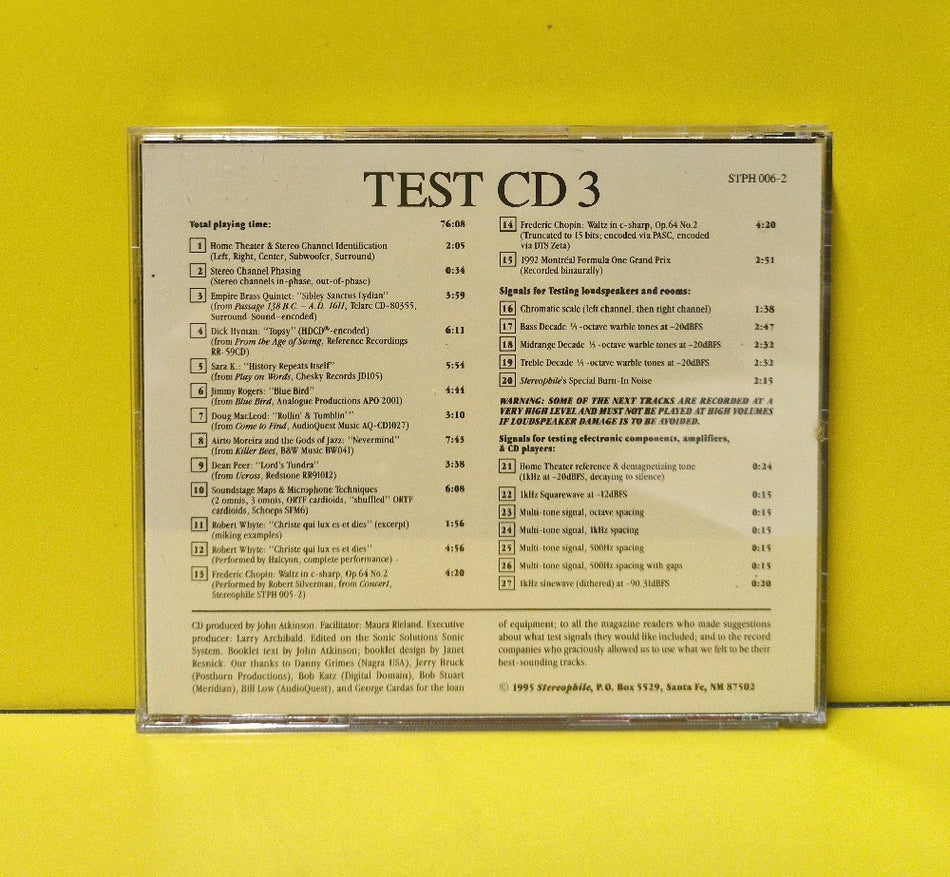 TEST CD 3
STPH 006-2
Total playing time: 76:08
1 Home Theater & Stereo Channel Identification 2:05
(Left, Right, Center, Subwoofer, Surround)
2 Stereo Channel Phasing 0:34
(Stereo channels in-phase, out-of-phase)
3 Empire Brass Quintet: "Sibley Sanctus Lydian" 3:59
(from Passage 138 B.C. – A.D. 1611, Telarc CD-80355,
Surround Sound–encoded)
4 Dick Hyman: "Topsy" (HDCD®-encoded) 6:11
(from From the Age of Swing, Reference Recordings
RR-59CD)
5 Sara K.: "History Repeats Itself" 5:54
(from Play on Words, Chesky Records JD105)
6 Jimmy Rogers: "Blue Bird" 4:44
(from Blue Bird, Analogue Productions APO 2001)
7 Doug MacLeod: "Rollin' & Tumblin'" 3:10
(from Come to Find, AudioQuest Music AQ-CD1027)
8 Airto Moreira and the Gods of Jazz: "Nevermind" 7:43
(from Killer Bees, B&W Music BW041)
9 Dean Peer: "Lord's Tundra" 3:38
(from Ucross, Redstone RR91012)
10 Soundstage Maps & Microphone Techniques 6:08
(2 omnis, 3 omnis, ORTF cardioids, "shuffled" ORTF
cardioids, Schoeps SFM6)
11 Robert Whyte: "Christe qui lux es et dies" (excerpt) 1:56
(miking examples)
12 Robert Whyte: "Christe qui lux es et dies" 4:56
(Performed by Halcyon, complete performance)
13 Frederic Chopin: Waltz in c-sharp, Op.64 No.2 4:20
(Performed by Robert Silverman, from Concert,
Stereophile STPH 005-2)
14 Frederic Chopin: Waltz in c-sharp, Op.64 No.2 4:20
(Truncated to 15 bits; encoded via PASC, encoded
via DTS Zeta)
15 1992 Montréal Formula One Grand Prix 2:51
(Recorded binaurally)
Signals for Testing loudspeakers and rooms:
16 Chromatic scale (left channel, then right channel) 1:38
17 Bass Decade ⅓-octave warble tones at –20dBFS 2:47
18 Midrange Decade ⅓-octave warble tones at –20dBFS 2:32
19 Treble Decade ⅓-octave warble tones at –20dBFS 2:32
20 Stereophile's Special Burn-In Noise 2:15
WARNING: SOME OF THE NEXT TRACKS ARE RECORDED AT A
VERY HIGH LEVEL AND MUST NOT BE PLAYED AT HIGH VOLUMES
IF LOUDSPEAKER DAMAGE IS TO BE AVOIDED.
Signals for testing electronic components, amplifiers,
& CD players:
21 Home Theater reference & demagnetizing tone 0:24
(1kHz at –20dBFS, decaying to silence)
22 1kHz Squarewave at –12dBFS 0:15
23 Multi-tone signal, octave spacing 0:15
24 Multi-tone signal, 1kHz spacing 0:15
25 Multi-tone signal, 500Hz spacing 0:15
26 Multi-tone signal, 500Hz spacing with gaps 0:15
27 1kHz sinewave (dithered) at –90.31dBFS 0:20
CD produced by John Atkinson. Facilitator: Maura Rieland. Executive
producer: Larry Archibald. Edited on the Sonic Solutions Sonic
System. Booklet text by John Atkinson; booklet design by Janet
Resnick. Our thanks to Danny Grimes (Nagra USA), Jerry Bruck
(Posthorn Productions), Bob Katz (Digital Domain), Bob Stuart
(Meridian), Bill Low (AudioQuest), and George Cardas for the loan
of equipment; to all the magazine readers who made suggestions
about what test signals they would like included; and to the record
companies who graciously allowed us to use what we felt to be their
best-sounding tracks.
© 1995 Stereophile, P.O. Box 5529, Santa Fe, NM 87502